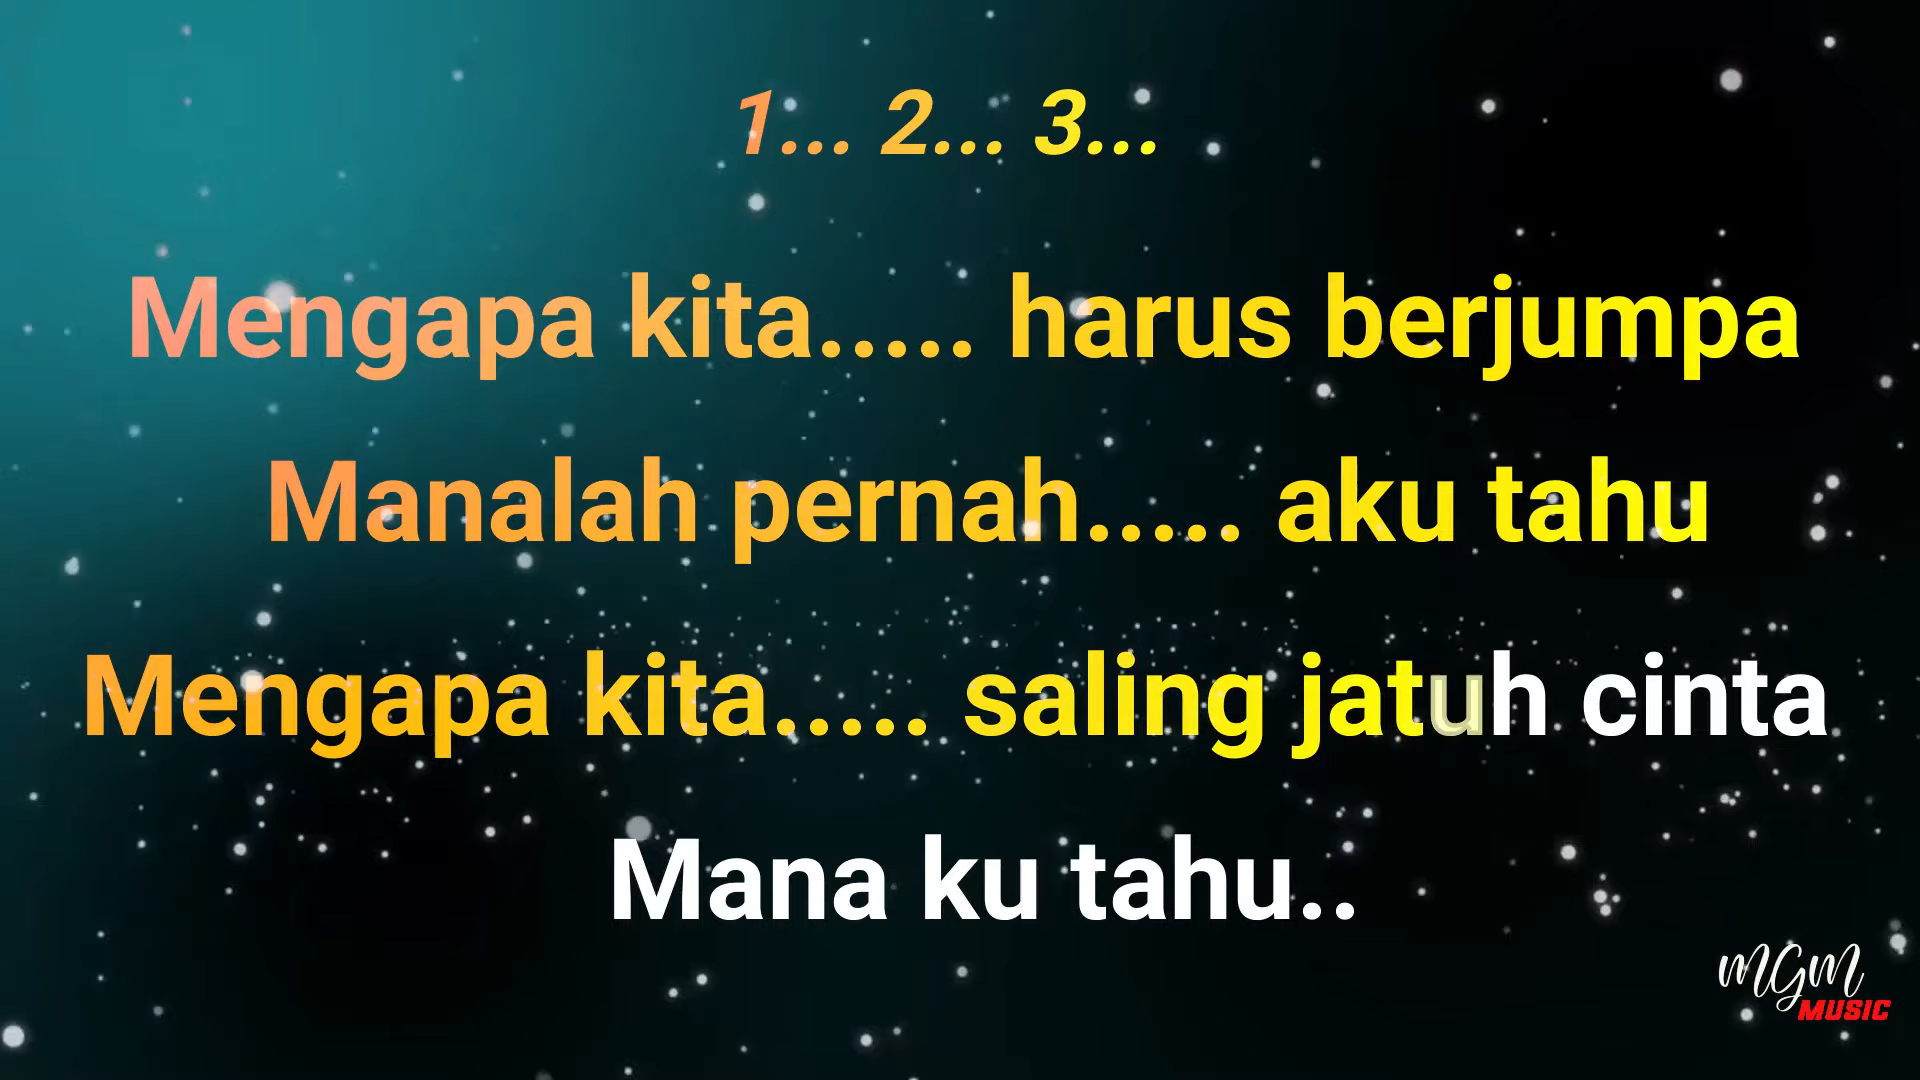 1... 2... 3...
Mengapa kita..... harus berjumpa
Manalah pernah..... aku tahu
Mengapa kita..... saling jatuh cinta
Mana ku tahu..
MGM
MUSIC